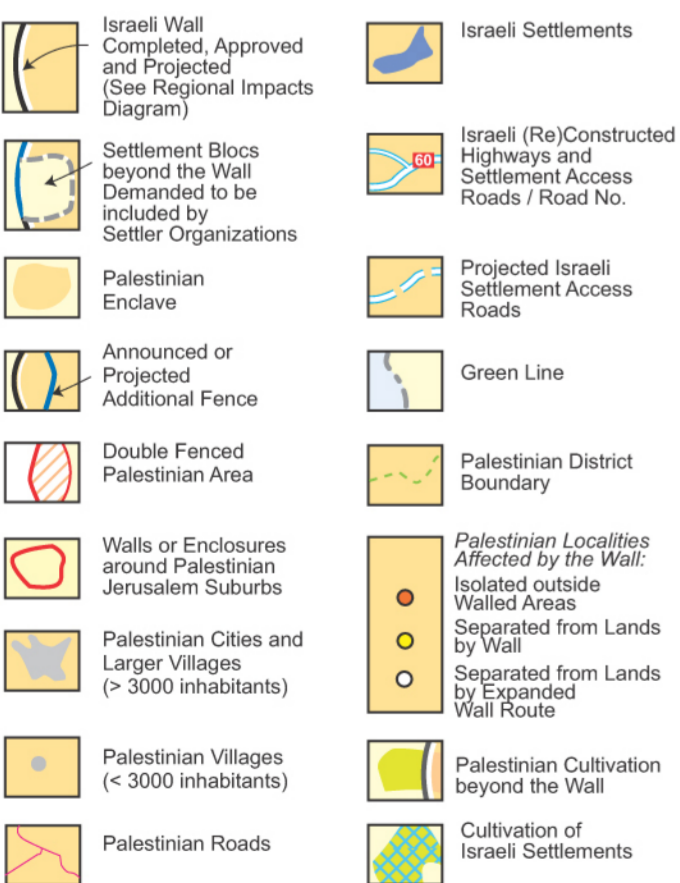 Israeli Wall
Completed, Approved
and Projected
(See Regional Impacts
Diagram)
Settlement Blocs
beyond the Wall
Demanded to be
included by
Settler Organizations
Palestinian
Enclave
Announced or
Projected
Additional Fence
Double Fenced
Palestinian Area
Walls or Enclosures
around Palestinian
Jerusalem Suburbs
Palestinian Cities and
Larger Villages
(> 3000 inhabitants)
Palestinian Villages
(< 3000 inhabitants)
Palestinian Roads
Israeli Settlements
60
Israeli (Re)Constructed
Highways and
Settlement Access
Roads / Road No.
Projected Israeli
Settlement Access
Roads
Green Line
Palestinian District
Boundary
Palestinian Localities
Affected by the Wall:
Isolated outside
Walled Areas
Separated from Lands
by Wall
Separated from Lands
by Expanded
Wall Route
Palestinian Cultivation
beyond the Wall
Cultivation of
Israeli Settlements